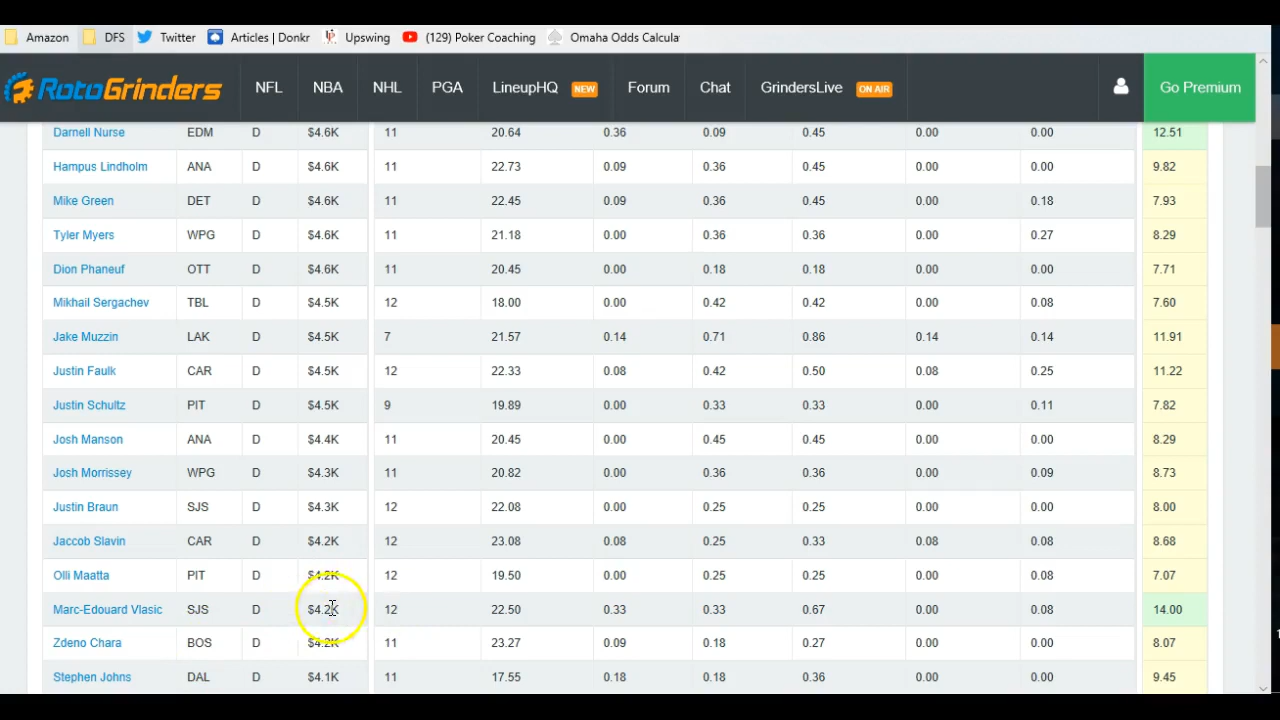 Amazon DFS Twitter Articles | Donkr Upswing (129) Poker Coaching Omaha Odds Calcula
RotoGrinders NFL NBA NHL PGA LineupHQ NEW Forum Chat GrindersLive ON AIR Go Premium
Darnell Nurse EDM D $4.6K 11 20.64 0.36 0.09 0.45 0.00 0.00 12.51
Hampus Lindholm ANA D $4.6K 11 22.73 0.09 0.36 0.45 0.00 0.00 9.82
Mike Green DET D $4.6K 11 22.45 0.09 0.36 0.45 0.00 0.18 7.93
Tyler Myers WPG D $4.6K 11 21.18 0.00 0.36 0.36 0.00 0.27 8.29
Dion Phaneuf OTT D $4.6K 11 20.45 0.00 0.18 0.18 0.00 0.00 7.71
Mikhail Sergachev TBL D $4.5K 12 18.00 0.00 0.42 0.42 0.00 0.08 7.60
Jake Muzzin LAK D $4.5K 7 21.57 0.14 0.71 0.86 0.14 0.14 11.91
Justin Faulk CAR D $4.5K 12 22.33 0.08 0.42 0.50 0.08 0.25 11.22
Justin Schultz PIT D $4.5K 9 19.89 0.00 0.33 0.33 0.00 0.11 7.82
Josh Manson ANA D $4.4K 11 20.45 0.00 0.45 0.45 0.00 0.00 8.29
Josh Morrissey WPG D $4.3K 11 20.82 0.00 0.36 0.36 0.00 0.09 8.73
Justin Braun SJS D $4.3K 12 22.08 0.00 0.25 0.25 0.00 0.00 8.00
Jaccob Slavin CAR D $4.2K 12 23.08 0.08 0.25 0.33 0.08 0.08 8.68
Olli Maatta PIT D $4.2K 12 19.50 0.00 0.25 0.25 0.00 0.08 7.07
Marc-Edouard Vlasic SJS D $4.2K 12 22.50 0.33 0.33 0.67 0.00 0.08 14.00
Zdeno Chara BOS D $4.2K 11 23.27 0.09 0.18 0.27 0.00 0.00 8.07
Stephen Johns DAL D $4.1K 11 17.55 0.18 0.18 0.36 0.00 0.00 9.45